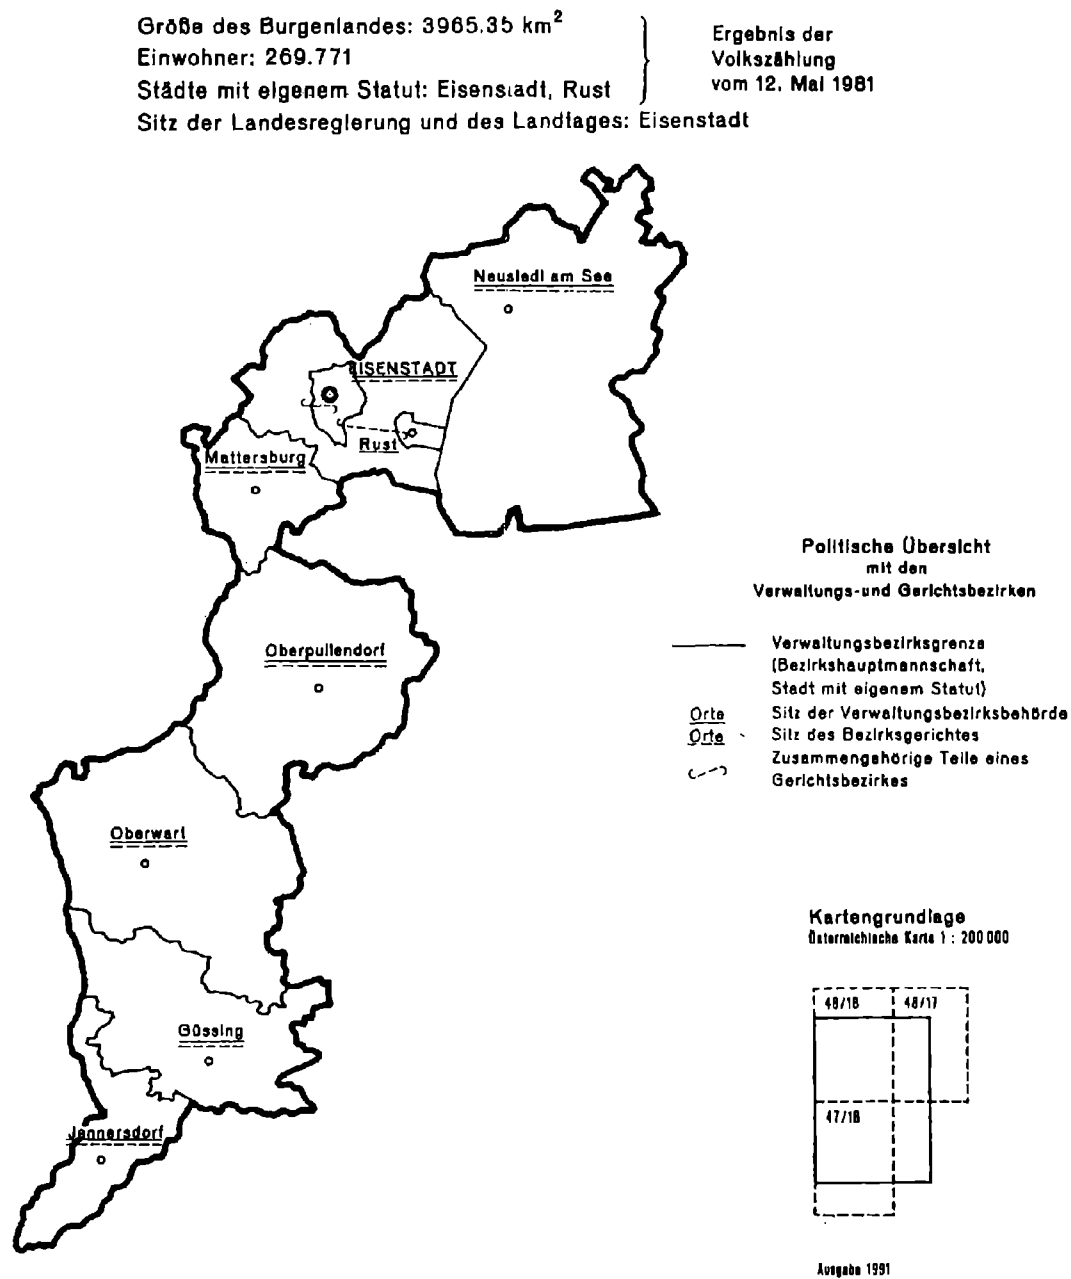 Größe des Burgenlandes: 3965.35 km²
Einwohner: 269.771
Städte mit eigenem Statut: Eisenstadt, Rust
Sitz der Landesregierung und des Landtages: Eisenstadt
Ergebnis der
Volkszählung
vom 12. Mai 1981
Neusiedl am See
EISENSTADT
Rust
Mattersburg
Oberpullendorf
Oberwart
Güssing
Jennersdorf
Politische Übersicht
mit den
Verwaltungs-und Gerichtsbezirken
Verwaltungsbezirksgrenze
(Bezirkshauptmannschaft,
Stadt mit eigenem Statut)
Orte Sitz der Verwaltungsbezirksbehörde
Orte Sitz des Bezirksgerichtes
Zusammengehörige Teile eines
Gerichtsbezirkes
Kartengrundlage
Österreichische Karte 1 : 200 000
48/16 48/17
47/16
Ausgabe 1991